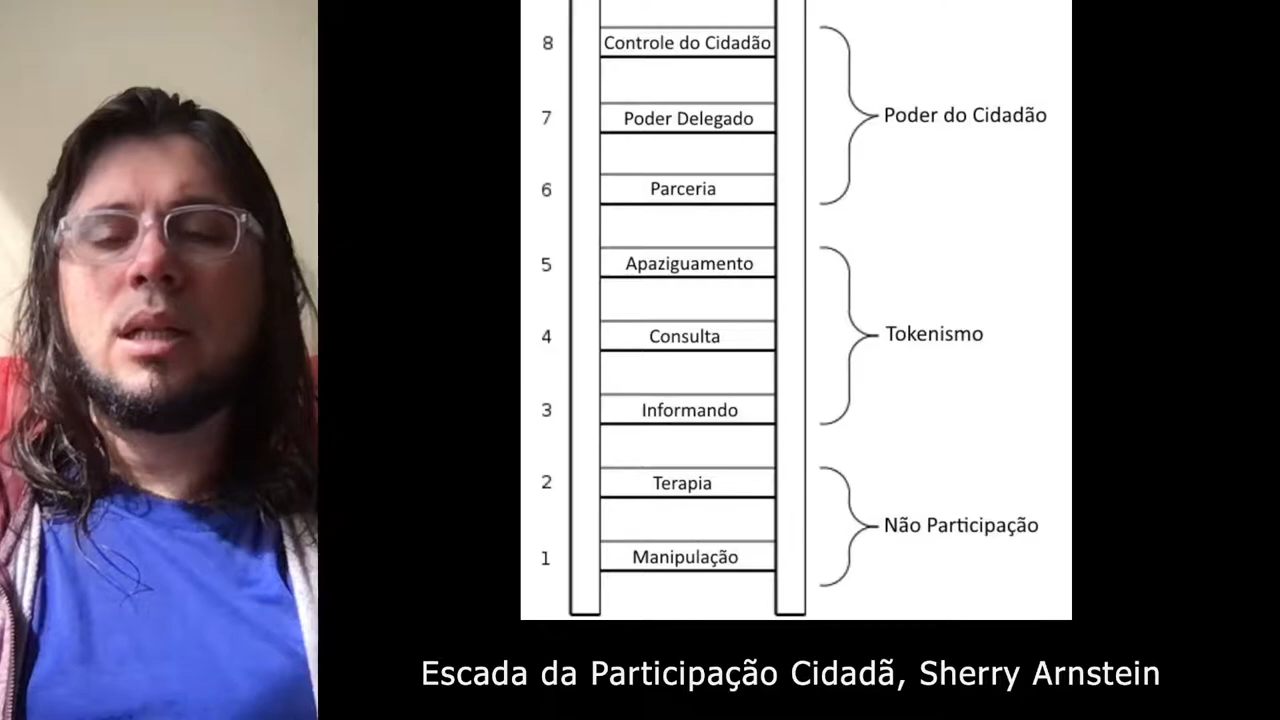 8 Controle do Cidadão
7 Poder Delegado
Poder do Cidadão
6 Parceria
5 Apaziguamento
4 Consulta
Tokenismo
3 Informando
2 Terapia
Não Participação
1 Manipulação
Escada da Participação Cidadã, Sherry Arnstein